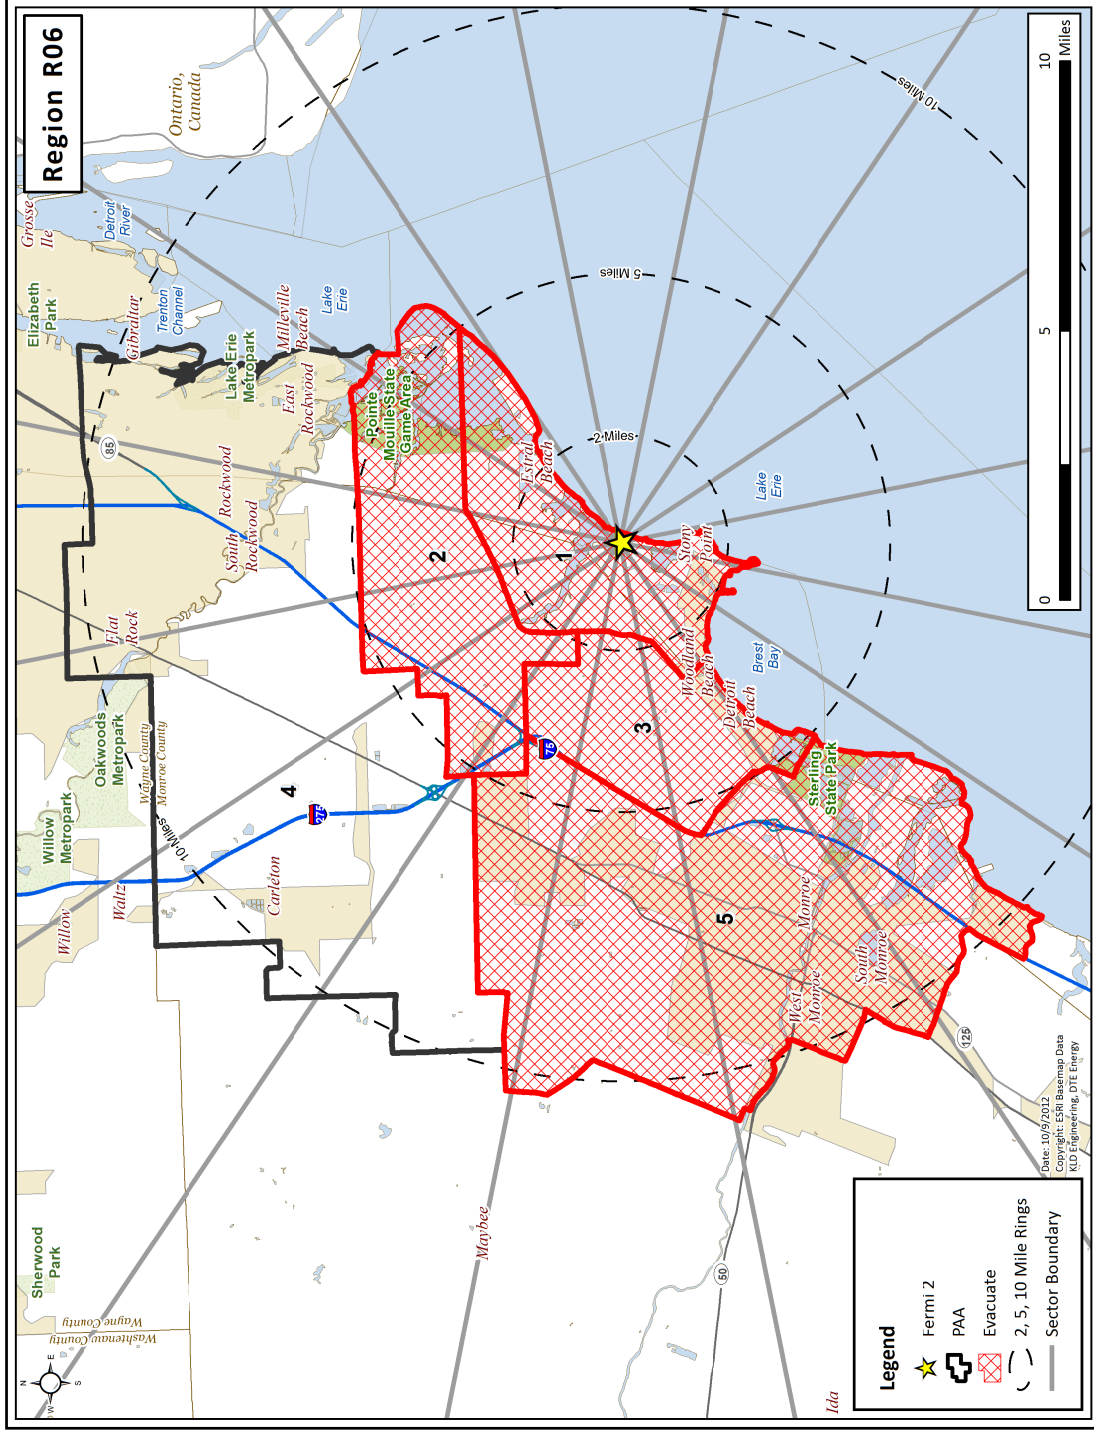 Region R06
Ontario,
Canada
Grosse
Ile
Detroit
River
Elizabeth
Park
Gibraltar
Trenton
Channel
Milleville
Beach
Lake
Erie
Lake Erie
Metropark
East
Rockwood
Pointe
Mouille State
Game Area
85
South Rockwood
Rockwood
Flat
Rock
Estral
Beach
2 Miles
5 Miles
10 Miles
Lake
Erie
Stony
Point
1
2
3
4
5
Woodland
Beach
Detroit
Beach
Brest
Bay
Sterling
State Park
75
275
Oakwoods
Metropark
Wayne County
Monroe County
Willow
Metropark
10 Miles
Willow
Waltz
Carleton
Monroe
West
Monroe
South
Monroe
125
50
Maybee
Ida
Sherwood
Park
Wayne County
Washtenaw County
N
E
S
W
0
5
10
Miles
Date: 10/9/2012
Copyright: ESRI Basemap Data
KLD Engineering, DTE Energy
Legend
Fermi 2
PAA
Evacuate
2, 5, 10 Mile Rings
Sector Boundary